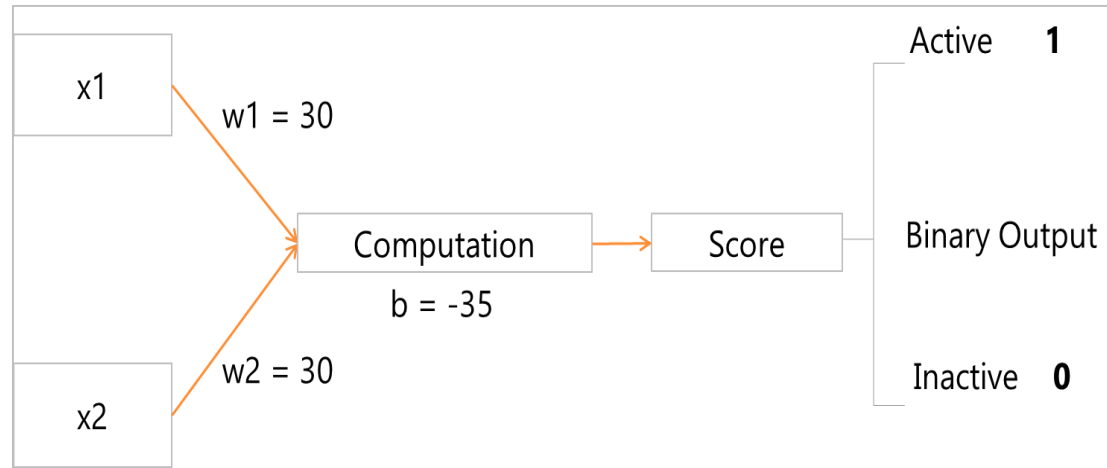 x1
w1 = 30
Computation
b = -35
w2 = 30
x2
Score
Active 1
Binary Output
Inactive 0